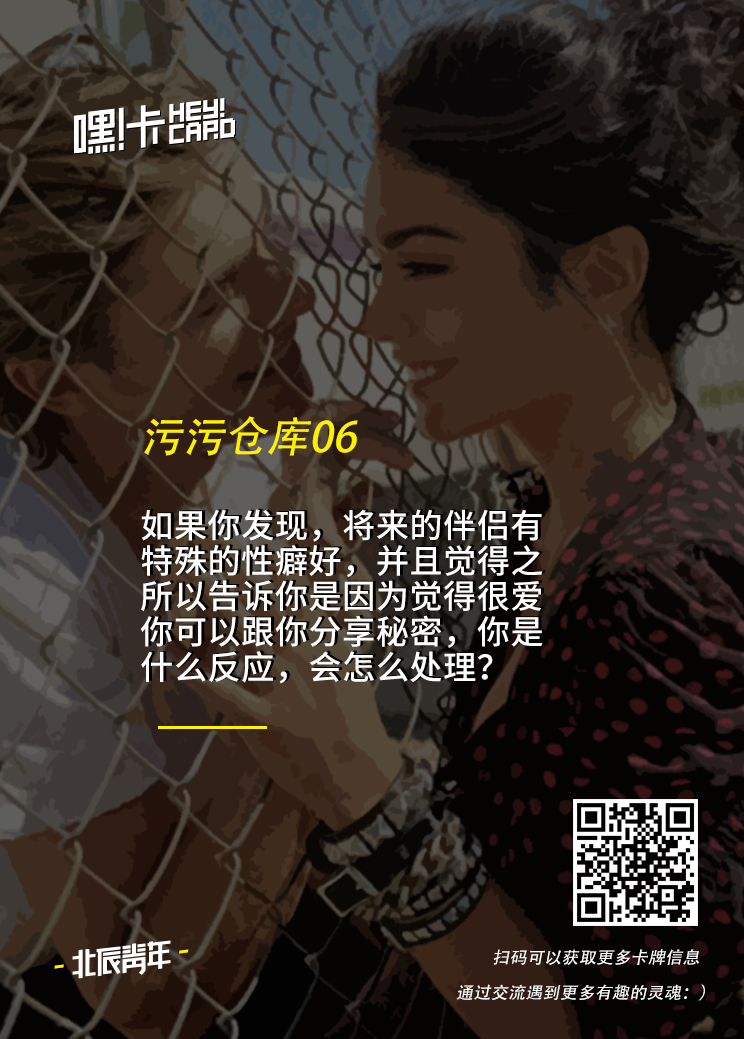 嘿!卡 HEY! CARD
污污仓库06
如果你发现，将来的伴侣有
特殊的性癖好，并且觉得之
所以告诉你是因为觉得很爱
你可以跟你分享秘密，你是
什么反应，会怎么处理？
- 北辰青年 -
扫码可以获取更多卡牌信息
通过交流遇到更多有趣的灵魂：）